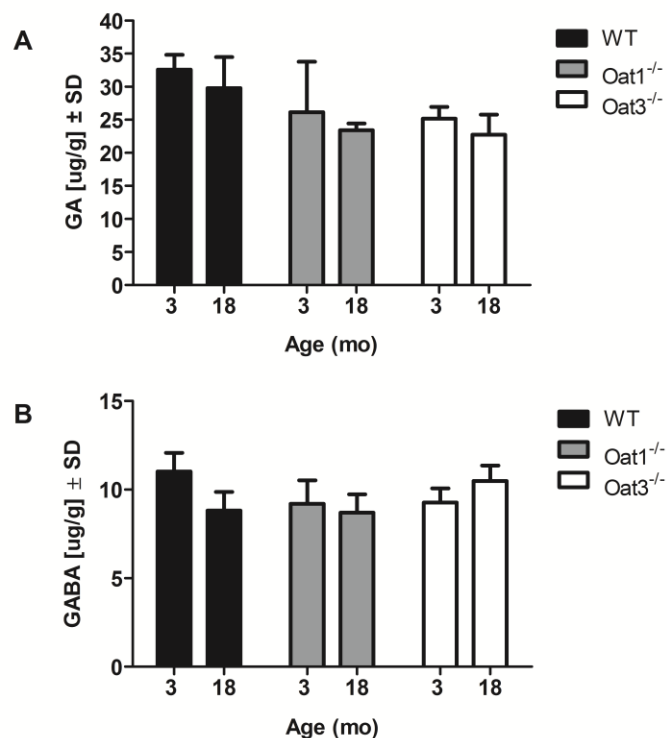 A
GA [ug/g] ± SD
40
35
30
25
20
15
10
5
0
3 18 3 18 3 18
Age (mo)
WT
Oat1-/-
Oat3-/-
B
GABA [ug/g] ± SD
15
10
5
0
3 18 3 18 3 18
Age (mo)
WT
Oat1-/-
Oat3-/-